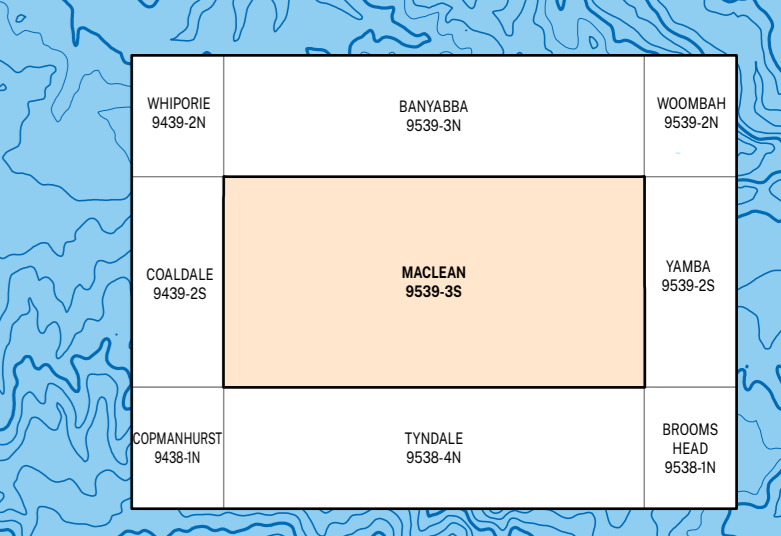 WHIPORIE
9439-2N
BANYABBA
9539-3N
WOOMBAH
9539-2N
COALDALE
9439-2S
MACLEAN
9539-3S
YAMBA
9539-2S
COPMANHURST
9438-1N
TYNDALE
9538-4N
BROOMS
HEAD
9538-1N